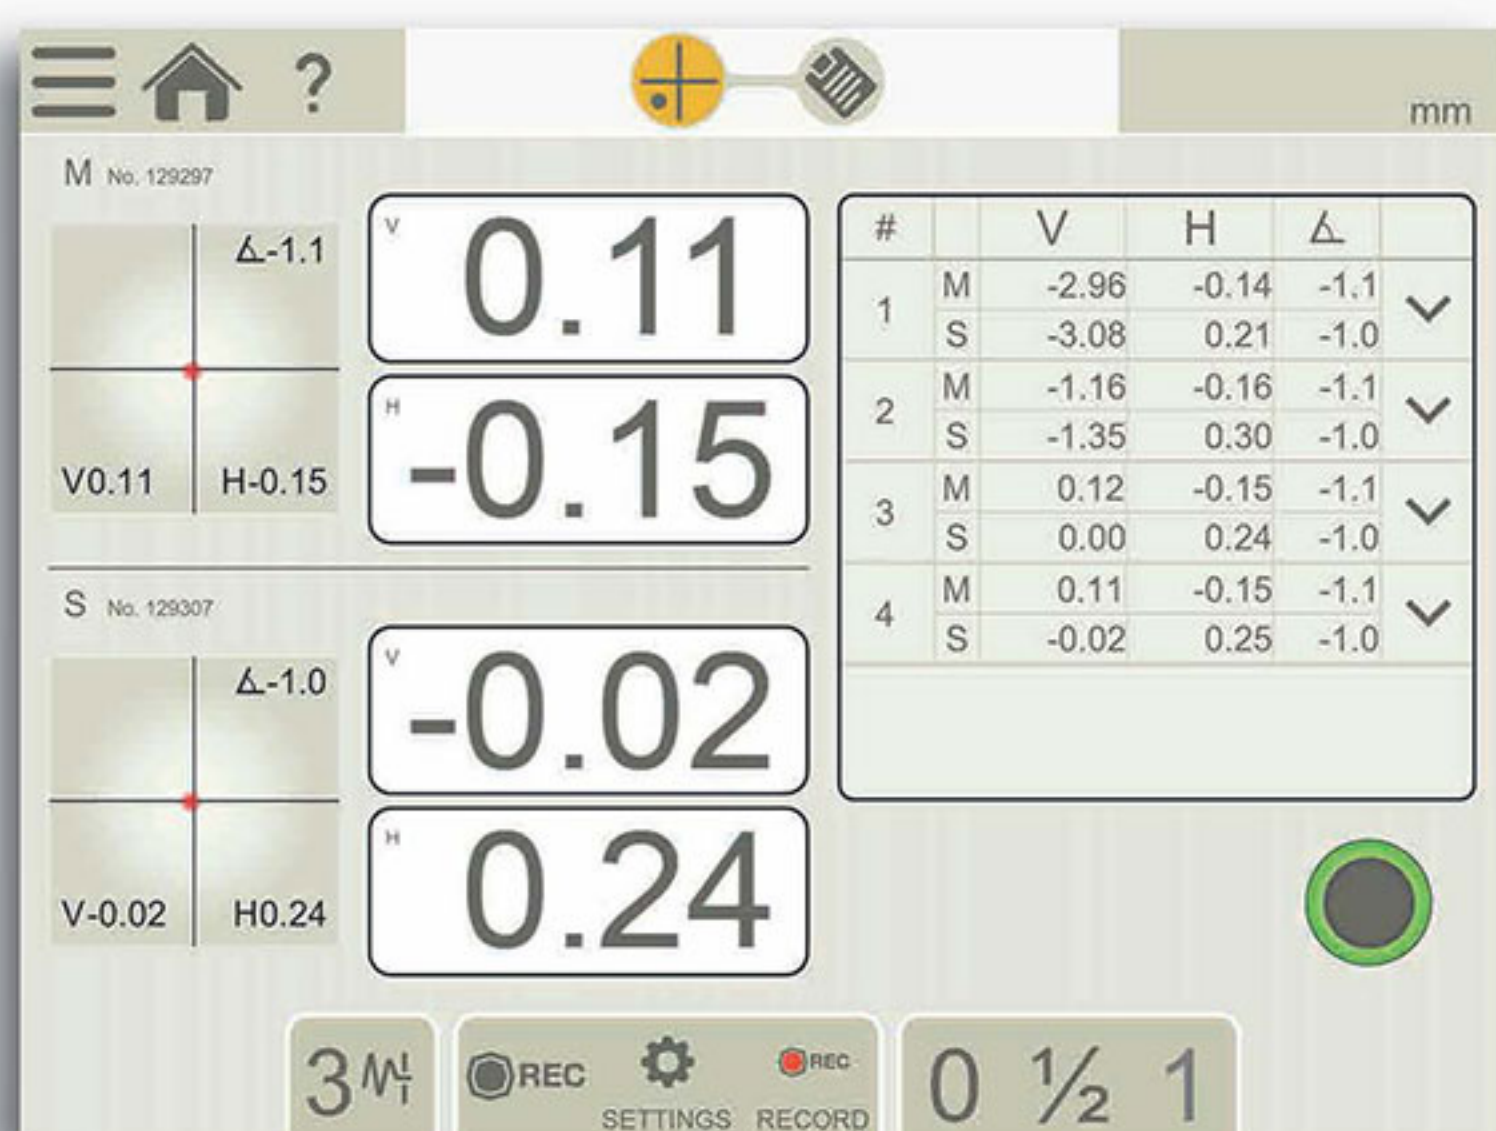 ?
mm
M No. 129297
∡-1.1
V0.11 H-0.15
V 0.11
H -0.15
S No. 129307
∡-1.0
V-0.02 H0.24
V -0.02
H 0.24
# V H ∡
1 M -2.96 -0.14 -1.1
S -3.08 0.21 -1.0
2 M -1.16 -0.16 -1.1
S -1.35 0.30 -1.0
3 M 0.12 -0.15 -1.1
S 0.00 0.24 -1.0
4 M 0.11 -0.15 -1.1
S -0.02 0.25 -1.0
3 REC REC 0 ½ 1
SETTINGS RECORD